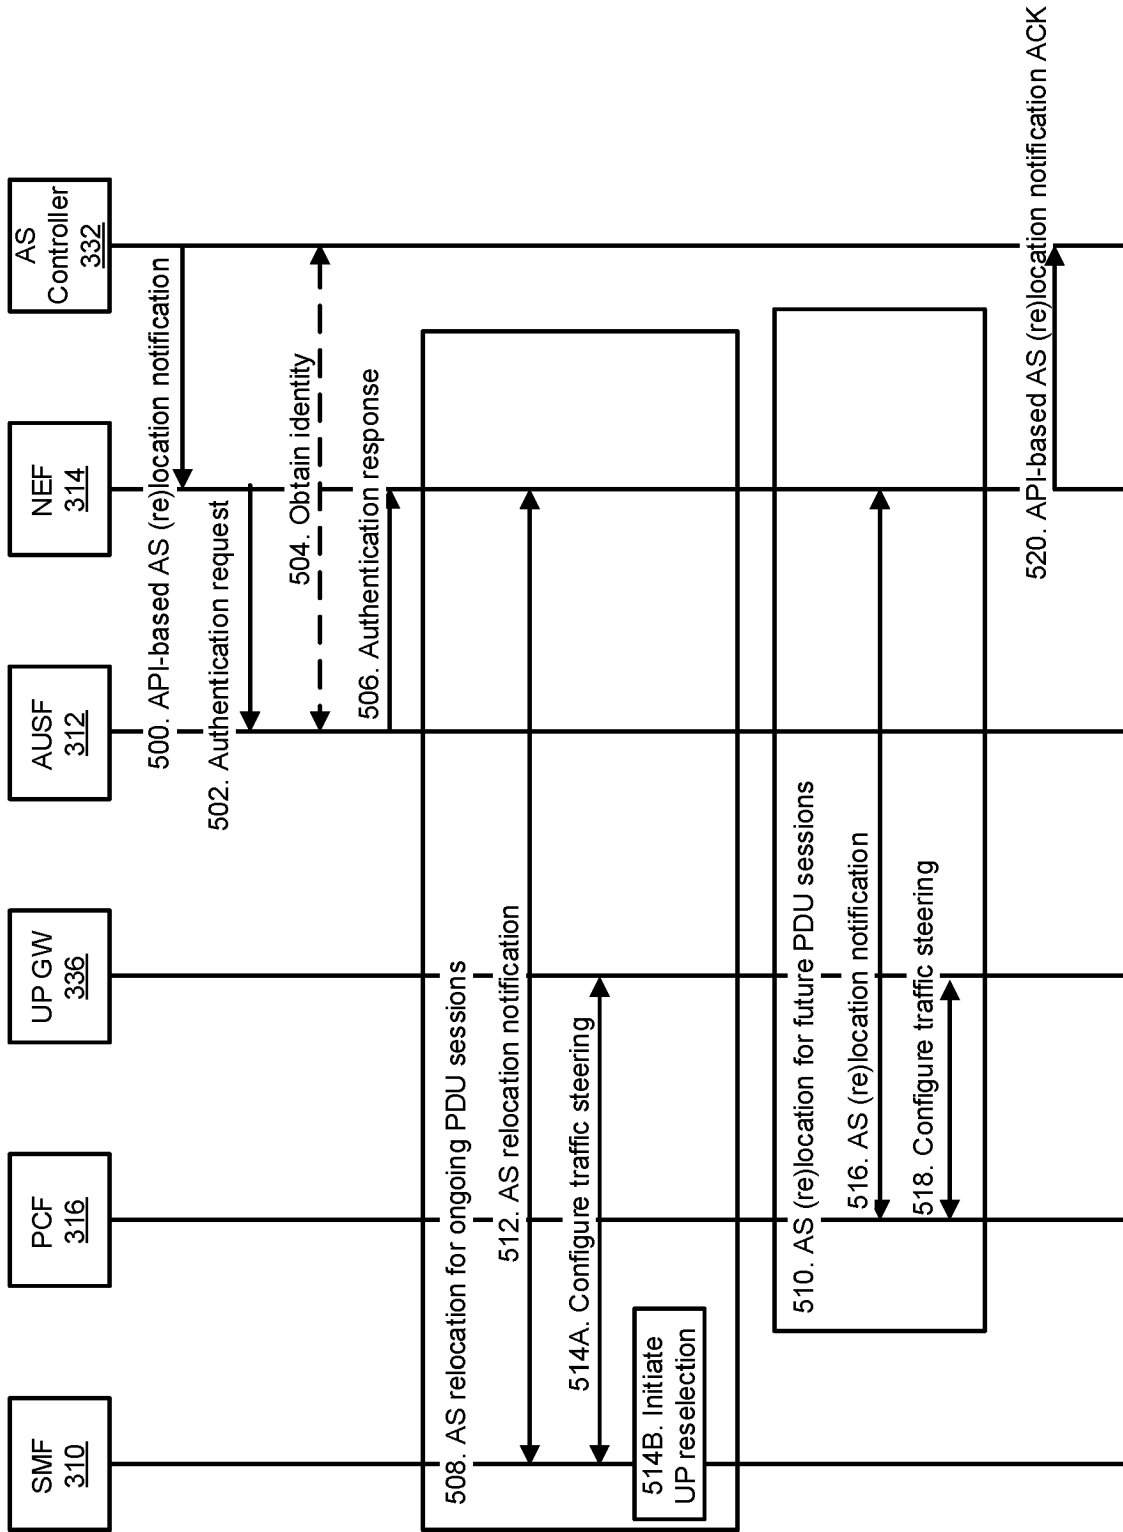 SMF
310
PCF
316
UP GW
336
AUSF
312
NEF
314
AS
Controller
332
500. API-based AS (re)location notification
502. Authentication request
504. Obtain identity
506. Authentication response
508. AS relocation for ongoing PDU sessions
512. AS relocation notification
514A. Configure traffic steering
514B. Initiate
UP reselection
510. AS (re)location for future PDU sessions
516. AS (re)location notification
518. Configure traffic steering
520. API-based AS (re)location notification ACK